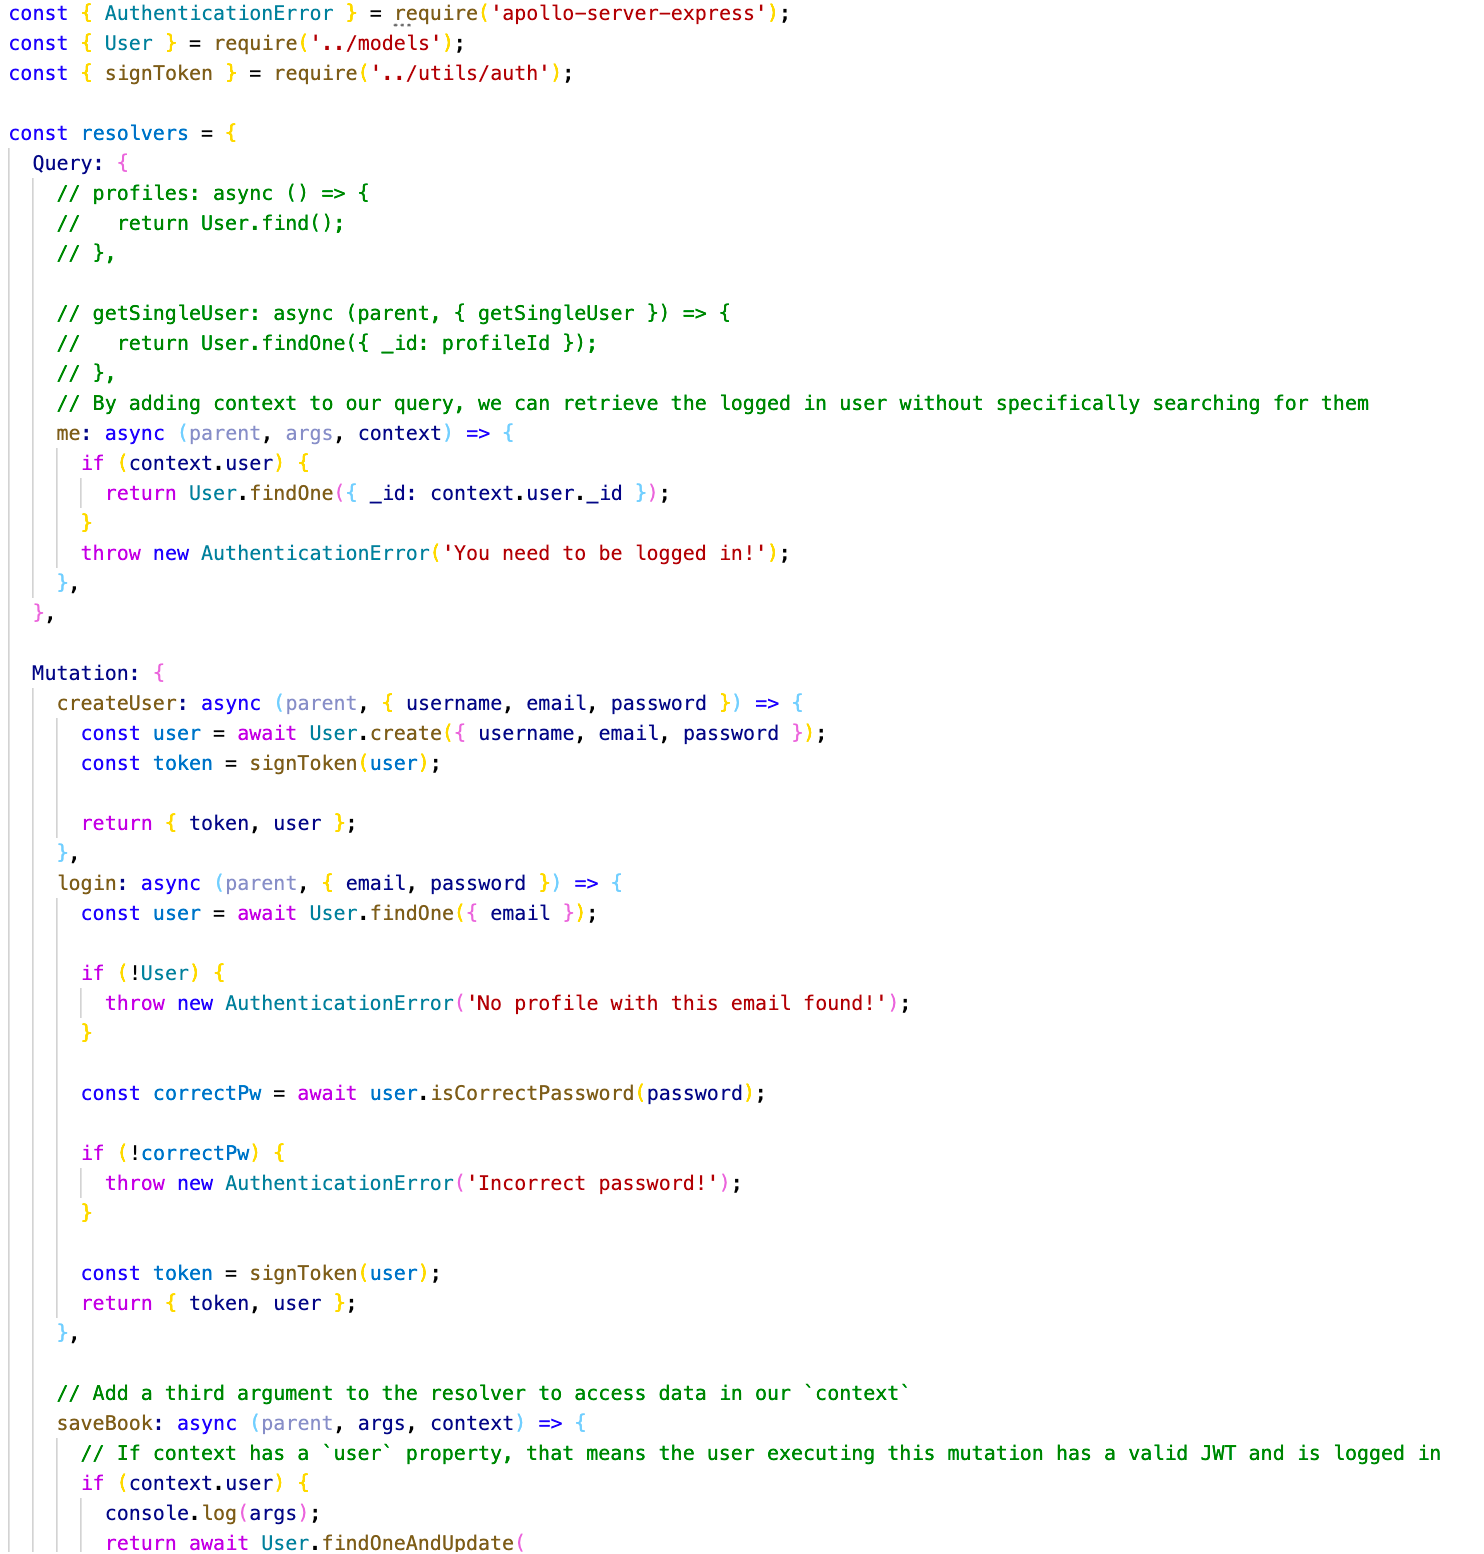 const { AuthenticationError } = require('apollo-server-express');
const { User } = require('../models');
const { signToken } = require('../utils/auth');

const resolvers = {
  Query: {
    // profiles: async () => {
    //   return User.find();
    // },

    // getSingleUser: async (parent, { getSingleUser }) => {
    //   return User.findOne({ _id: profileId });
    // },
    // By adding context to our query, we can retrieve the logged in user without specifically searching for them
    me: async (parent, args, context) => {
      if (context.user) {
        return User.findOne({ _id: context.user._id });
      }
      throw new AuthenticationError('You need to be logged in!');
    },
  },

  Mutation: {
    createUser: async (parent, { username, email, password }) => {
      const user = await User.create({ username, email, password });
      const token = signToken(user);

      return { token, user };
    },
    login: async (parent, { email, password }) => {
      const user = await User.findOne({ email });

      if (!User) {
        throw new AuthenticationError('No profile with this email found!');
      }

      const correctPw = await user.isCorrectPassword(password);

      if (!correctPw) {
        throw new AuthenticationError('Incorrect password!');
      }

      const token = signToken(user);
      return { token, user };
    },

    // Add a third argument to the resolver to access data in our `context`
    saveBook: async (parent, args, context) => {
      // If context has a `user` property, that means the user executing this mutation has a valid JWT and is logged in
      if (context.user) {
        console.log(args);
        return await User.findOneAndUpdate(